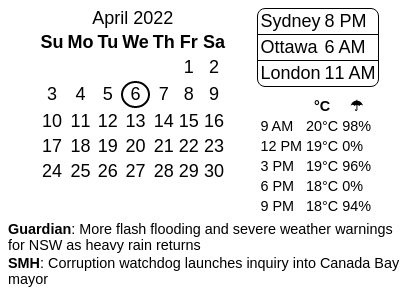 April 2022
Su Mo Tu We Th Fr Sa
1 2
3 4 5 6 7 8 9
10 11 12 13 14 15 16
17 18 19 20 21 22 23
24 25 26 27 28 29 30
Sydney 8 PM
Ottawa 6 AM
London 11 AM
°C ☂
9 AM 20°C 98%
12 PM 19°C 0%
3 PM 19°C 96%
6 PM 18°C 0%
9 PM 18°C 94%
Guardian: More flash flooding and severe weather warnings
for NSW as heavy rain returns
SMH: Corruption watchdog launches inquiry into Canada Bay
mayor